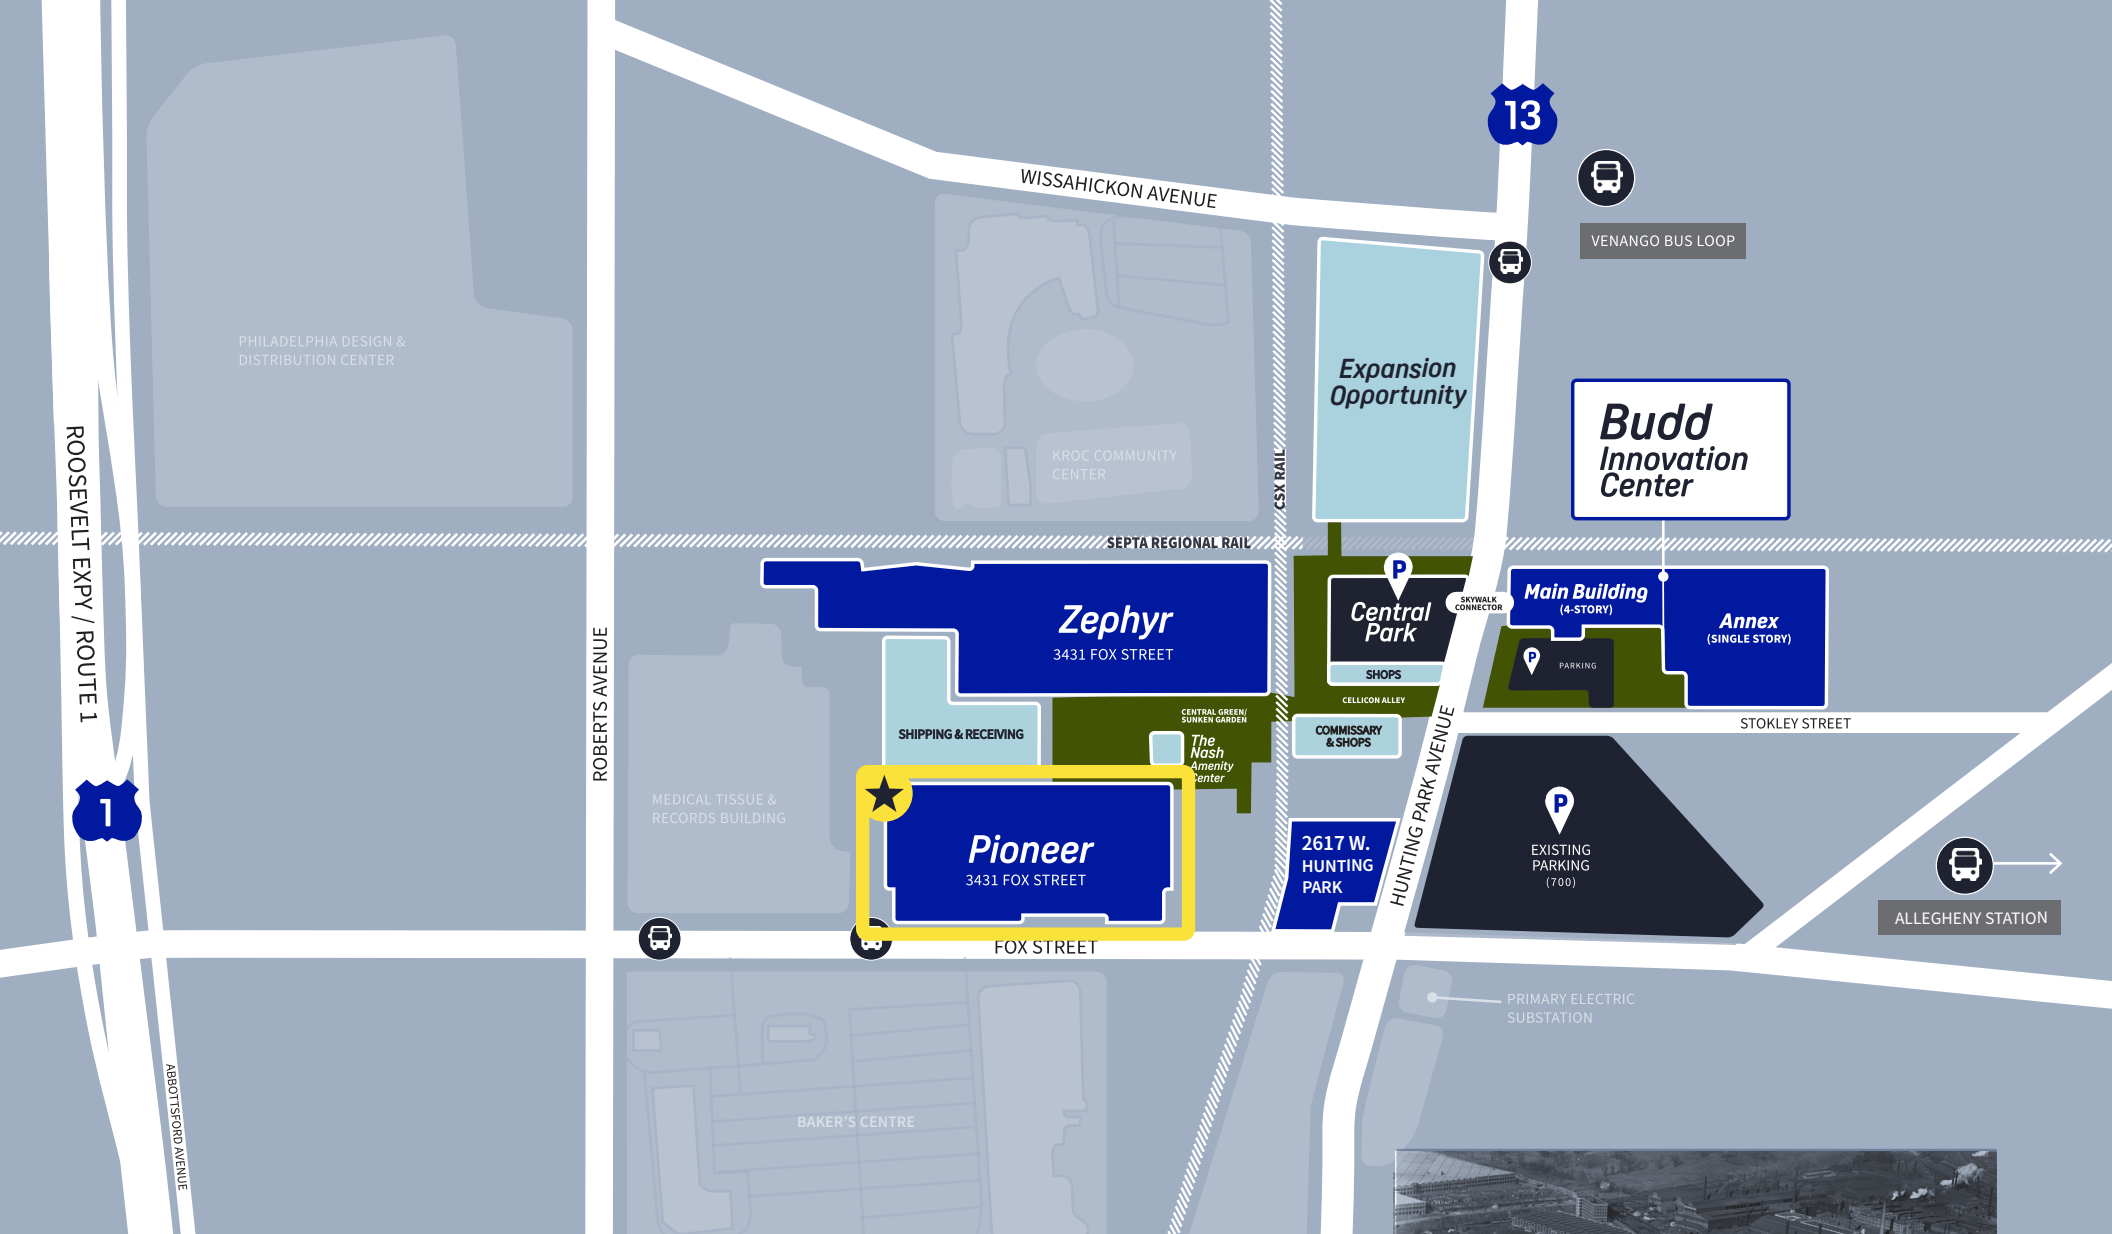 13
WISSAHICKON AVENUE
VENANGO BUS LOOP
PHILADELPHIA DESIGN &
DISTRIBUTION CENTER
Expansion
Opportunity
Budd
Innovation
Center
KROC COMMUNITY
CENTER
CSX RAIL
ROOSEVELT EXPY / ROUTE 1
SEPTA REGIONAL RAIL
P
Central
Park
SKYWALK
CONNECTOR
Main Building
(4-STORY)
Annex
(SINGLE STORY)
Zephyr
3431 FOX STREET
P
PARKING
SHOPS
CELLICON ALLEY
ROBERTS AVENUE
CENTRAL GREEN/
SUNKEN GARDEN
SHIPPING & RECEIVING
The
Nash
Amenity
Center
COMMISSARY
& SHOPS
STOKLEY STREET
HUNTING PARK AVENUE
1
MEDICAL TISSUE &
RECORDS BUILDING
Pioneer
3431 FOX STREET
2617 W.
HUNTING
PARK
P
EXISTING
PARKING
(700)
ALLEGHENY STATION
FOX STREET
PRIMARY ELECTRIC
SUBSTATION
ABBOTTSFORD AVENUE
BAKER'S CENTRE